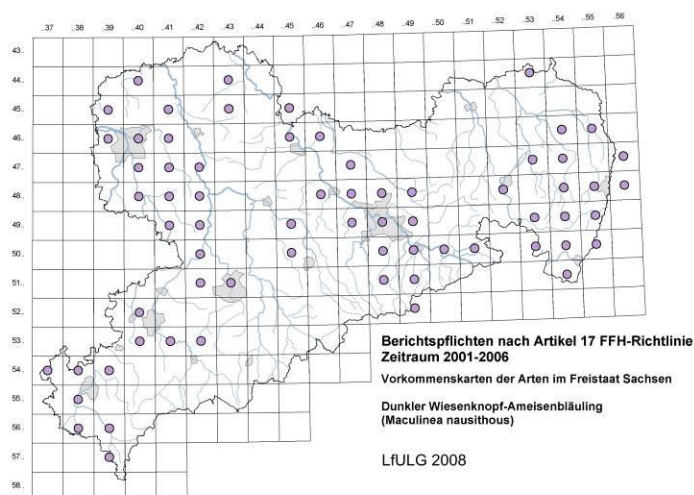 ..37 ..38 ..39 ..40 ..41 ..42 ..43 ..44 ..45 ..46 ..47 ..48 ..49 ..50 ..51 ..52 ..53 ..54 ..55 ..56
43..
44..
45..
46..
47..
48..
49..
50..
51..
52..
53..
54..
55..
56..
57..
58..
Berichtspflichten nach Artikel 17 FFH-Richtlinie
Zeitraum 2001-2006
Vorkommenskarten der Arten im Freistaat Sachsen
Dunkler Wiesenknopf-Ameisenbläuling
(Maculinea nausithous)
LfULG 2008